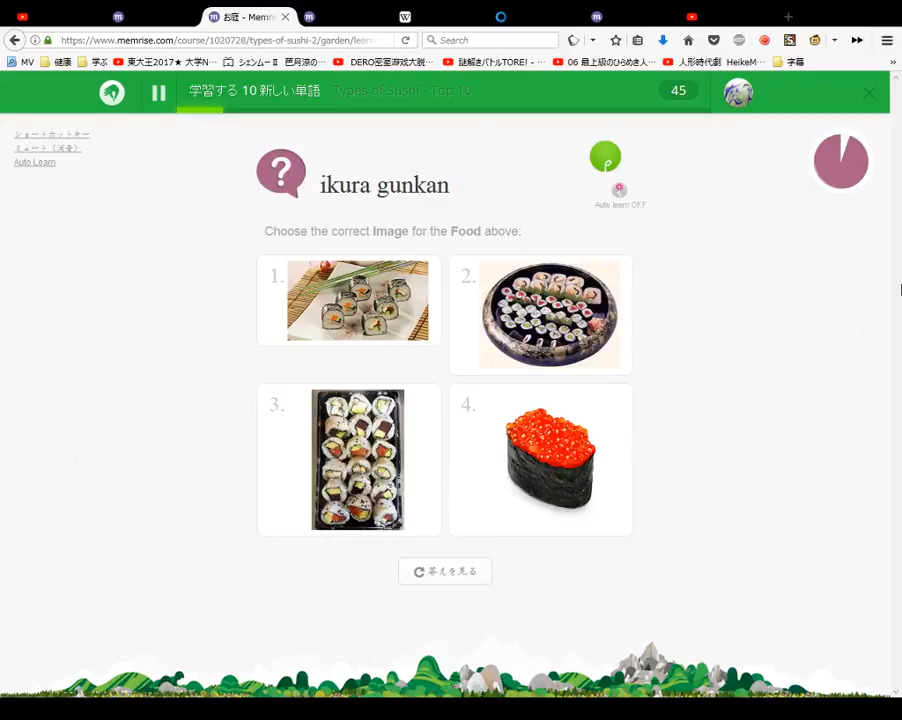 お庭 - Memri
https://www.memrise.com/course/1020728/types-of-sushi-2/garden/learn
Search
MV
健康
学ぶ
東大王2017★ 大学N…
シェンムーⅡ 芭月涼の…
DERO密室游戏大脱…
謎解きバトルTORE! - …
06 最上級のひらめき人…
人形時代劇 HeikeM…
字幕
学習する 10 新しい単語
Types of Sushi - Top 10
45
ショートカットキー
ミュート（消音）
Auto Learn
ikura gunkan
Auto learn OFF
Choose the correct Image for the Food above:
1.
2.
3.
4.
答えを見る